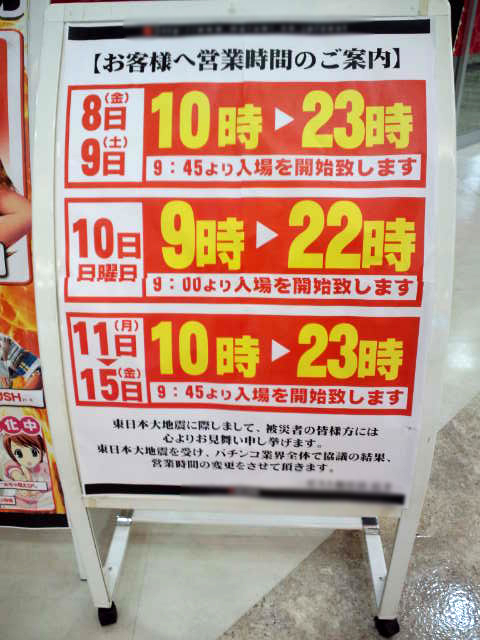 【お客様へ営業時間のご案内】
8日(金)
9日(土)
10時▶23時
9:45より入場を開始致します
10日
日曜日
9時▶22時
9:00より入場を開始致します
11日(月)
15日(金)
10時▶23時
9:45より入場を開始致します
東日本大地震に際しまして、被災者の皆様方には
心よりお見舞い申し挙げます。
東日本大地震を受け、パチンコ業界全体で協議の結果、
営業時間の変更をさせて頂きます。
USH
化中